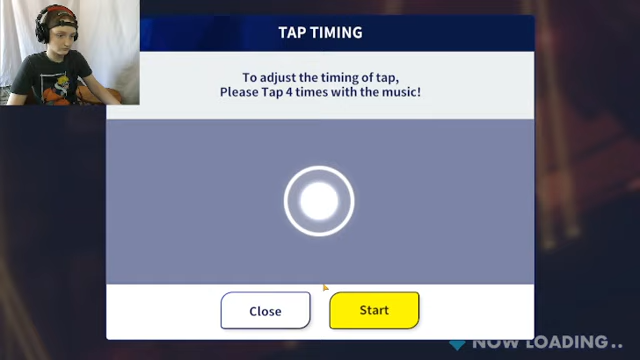 TAP TIMING
To adjust the timing of tap,
Please Tap 4 times with the music!
Close
Start
NOW LOADING..